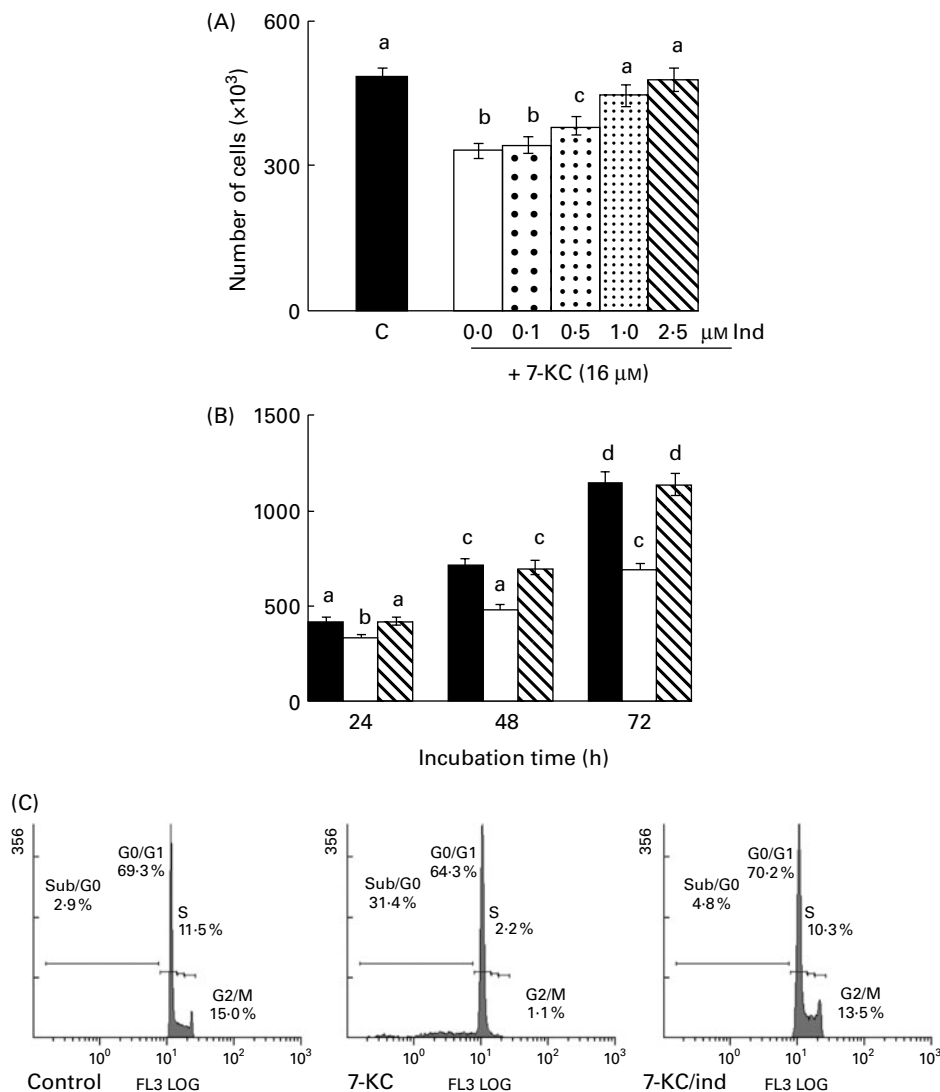 (A)
600
300
0
Number of cells (×10³)
a
b
b
c
a
a
C
0·0 0·1 0·5 1·0 2·5 μM Ind
+ 7-KC (16 μM)
(B)
1500
1000
500
0
a b a
c a c
d c d
24 48 72
Incubation time (h)
(C)
356
Sub/G0
2·9 %
G0/G1
69·3 %
S
11·5 %
G2/M
15·0 %
10⁰ 10¹ 10² 10³
Control FL3 LOG
356
Sub/G0
31·4 %
G0/G1
64·3 %
S
2·2 %
G2/M
1·1 %
10⁰ 10¹ 10² 10³
7-KC FL3 LOG
356
Sub/G0
4·8 %
G0/G1
70·2 %
S
10·3 %
G2/M
13·5 %
10⁰ 10¹ 10² 10³
7-KC/ind FL3 LOG